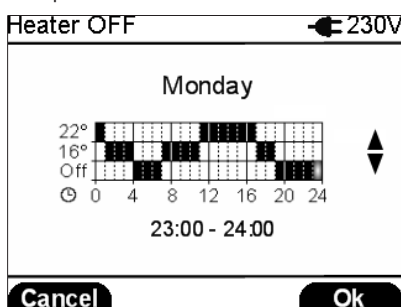 Heater OFF 230V
Monday
22°
16°
Off
0 4 8 12 16 20 24
23:00 - 24:00
Cancel Ok